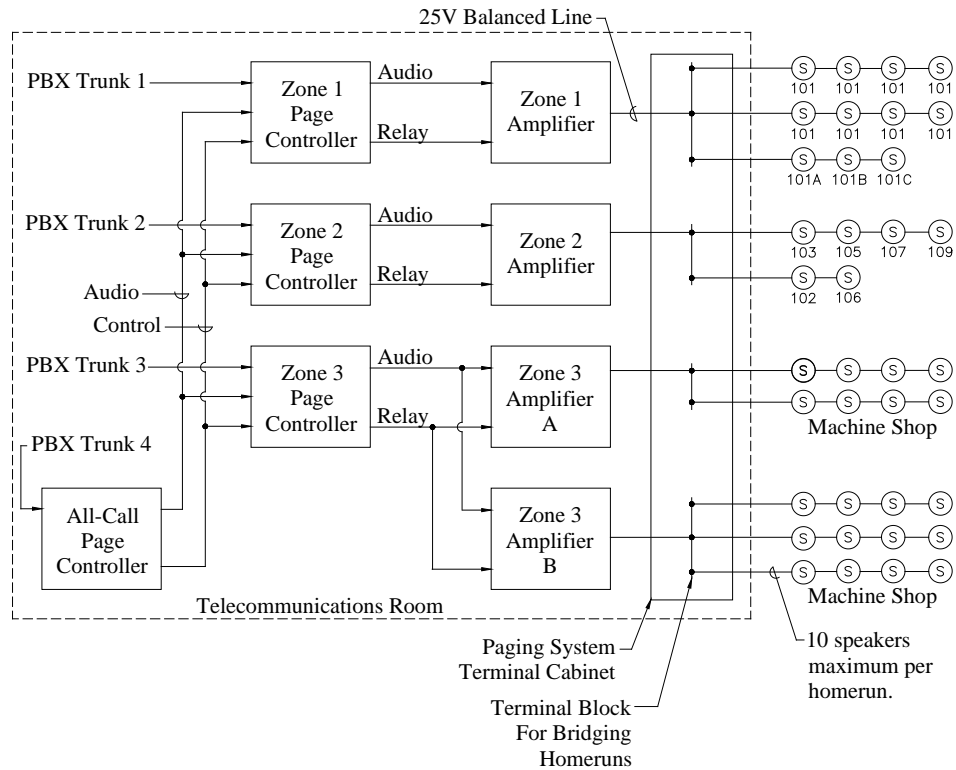 25V Balanced Line
PBX Trunk 1
Zone 1
Page
Controller
Audio
Relay
Zone 1
Amplifier
S S S S
101 101 101 101
S S S S
101 101 101 101
S S S
101A 101B 101C
PBX Trunk 2
Zone 2
Page
Controller
Audio
Relay
Zone 2
Amplifier
S S S S
103 105 107 109
S S
102 106
Audio
Control
PBX Trunk 3
Zone 3
Page
Controller
Audio
Relay
Zone 3
Amplifier
A
S S S S
S S S S
Machine Shop
PBX Trunk 4
All-Call
Page
Controller
Zone 3
Amplifier
B
S S S S
S S S S
S S S S
Machine Shop
Telecommunications Room
Paging System
Terminal Cabinet
Terminal Block
For Bridging
Homeruns
10 speakers
maximum per
homerun.